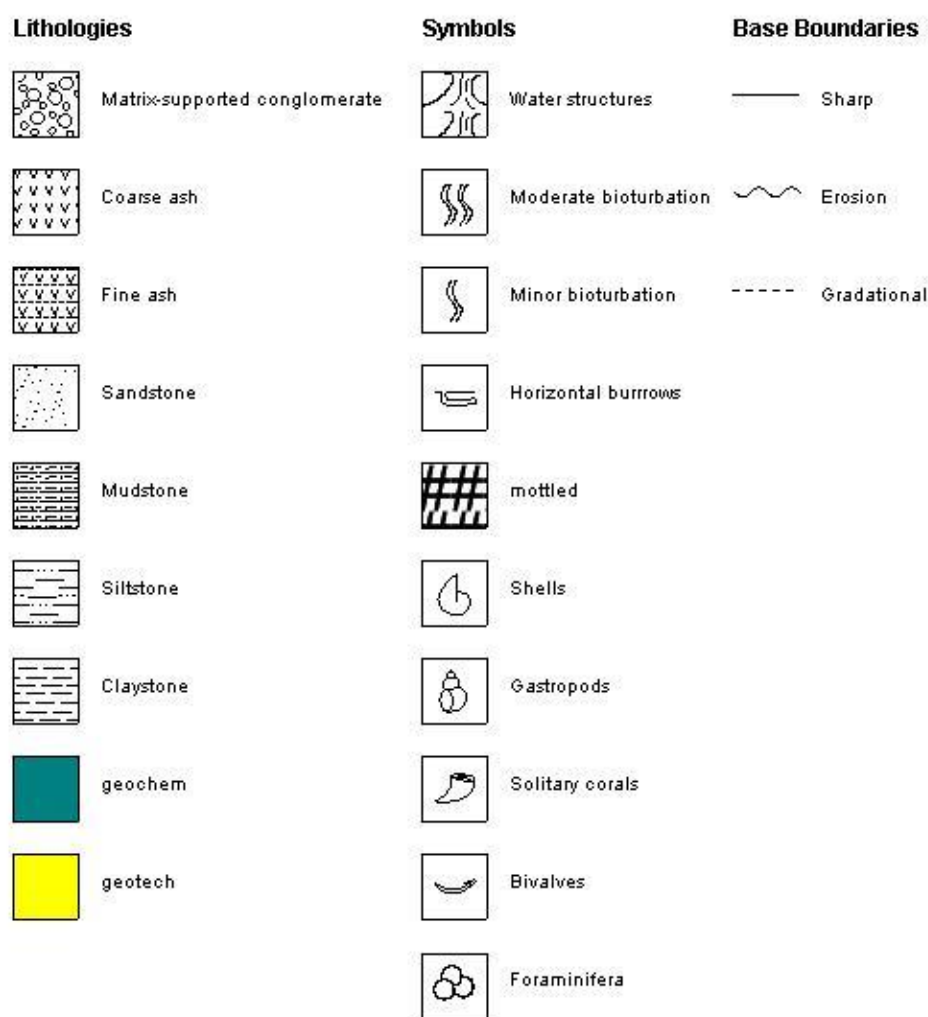 Lithologies
Matrix-supported conglomerate
Coarse ash
Fine ash
Sandstone
Mudstone
Siltstone
Claystone
geochem
geotech
Symbols
Water structures
Moderate bioturbation
Minor bioturbation
Horizontal burrrows
mottled
Shells
Gastropods
Solitary corals
Bivalves
Foraminifera
Base Boundaries
Sharp
Erosion
Gradational